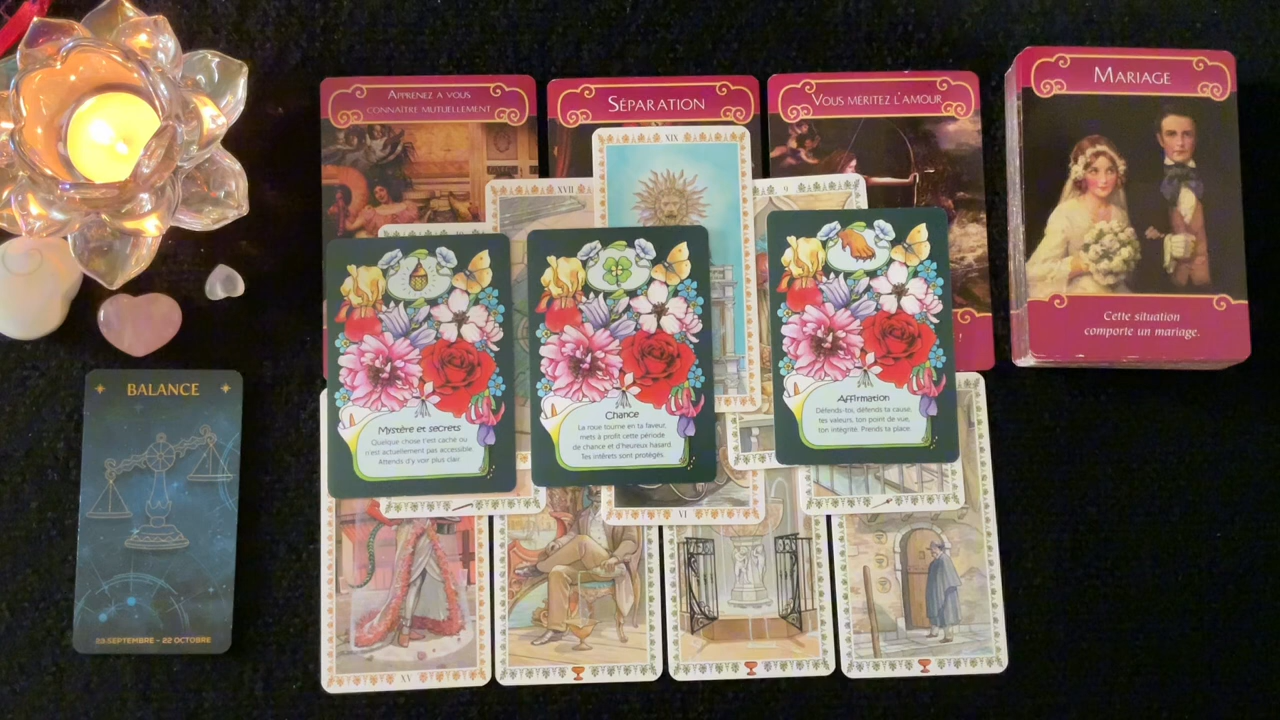 APPRENEZ A VOUS
CONNAÎTRE MUTUELLEMENT
SÉPARATION
VOUS MÉRITEZ L'AMOUR
MARIAGE
Cette situation
comporte un mariage.
XIX
XVII
9
BALANCE
23 SEPTEMBRE – 22 OCTOBRE
Mystère et secrets
Quelque chose t'est caché ou
n'est actuellement pas accessible.
Attends d'y voir plus clair.
Chance
La roue tourne en ta faveur,
mets à profit cette période
de chance et d'heureux hasard.
Tes intérêts sont protégés.
Affirmation
Défends-toi, défends ta cause,
tes valeurs, ton point de vue,
ton intégrité. Prends ta place.
VI
XV